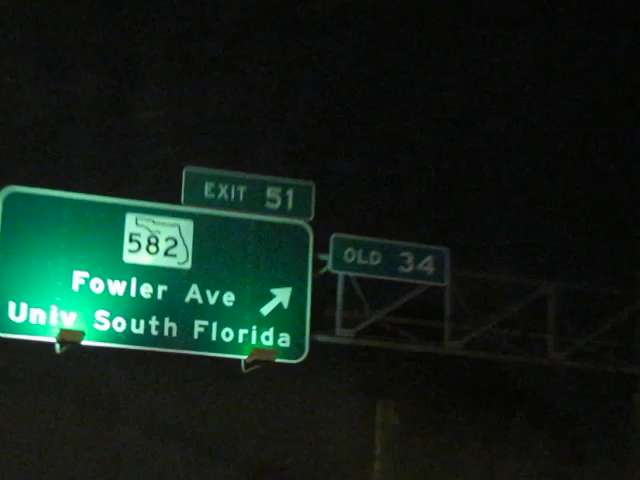 EXIT 51
OLD 34
582
Fowler Ave
Univ South Florida